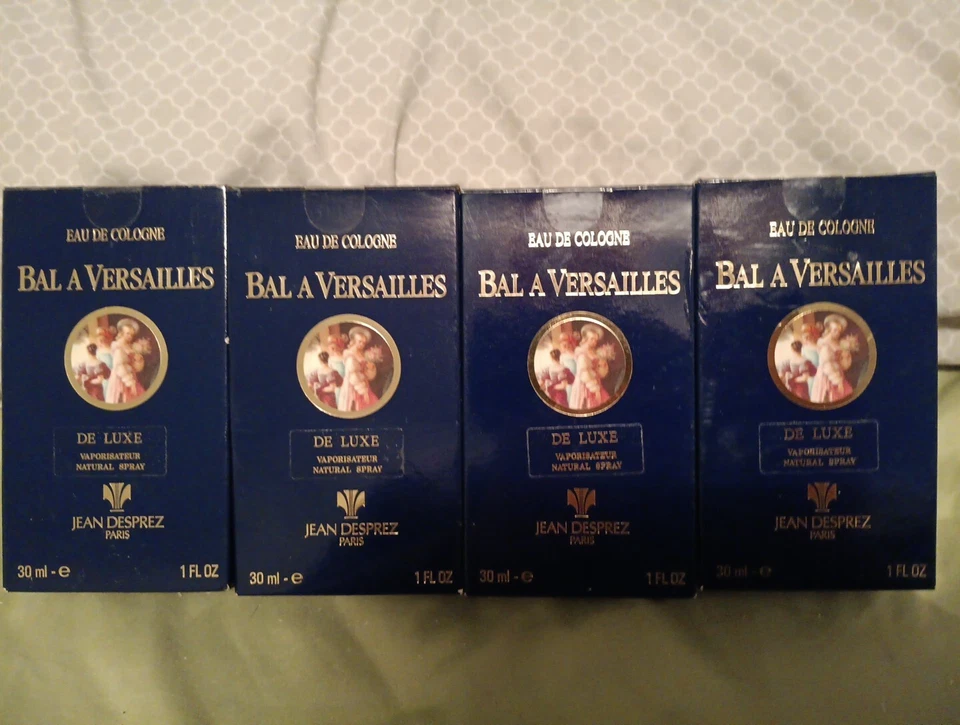 EAU DE COLOGNE
BAL A VERSAILLES
DE LUXE
VAPORISATEUR
NATURAL SPRAY
JEAN DESPREZ
PARIS
30 ml - e
1 FL OZ
EAU DE COLOGNE
BAL A VERSAILLES
DE LUXE
VAPORISATEUR
NATURAL SPRAY
JEAN DESPREZ
PARIS
30 ml - e
1 FL OZ
EAU DE COLOGNE
BAL A VERSAILLES
DE LUXE
VAPORISATEUR
NATURAL SPRAY
JEAN DESPREZ
PARIS
30 ml - e
1 FL OZ
EAU DE COLOGNE
BAL A VERSAILLES
DE LUXE
VAPORISATEUR
NATURAL SPRAY
JEAN DESPREZ
PARIS
30 ml - e
1 FL OZ